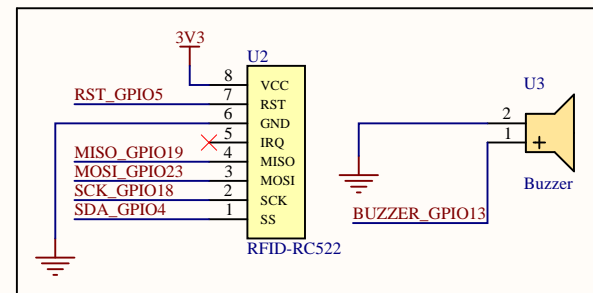 3V3
U2
8 VCC
RST_GPIO5 7 RST
6 GND
5 IRQ
MISO_GPIO19 4 MISO
MOSI_GPIO23 3 MOSI
SCK_GPIO18 2 SCK
SDA_GPIO4 1 SS
RFID-RC522
U3
2
1 +
Buzzer
BUZZER_GPIO13